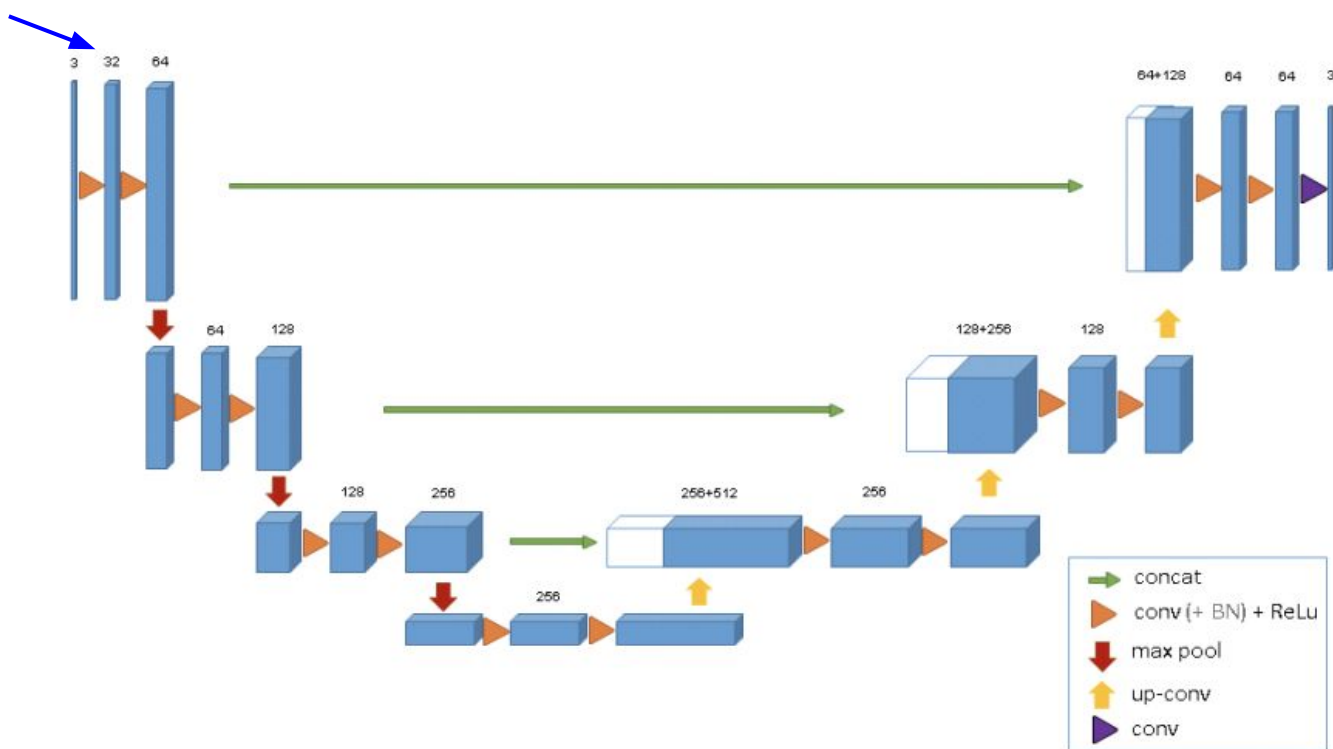 3 32 64
64+128 64 64 3
64 128
128+256 128
128 256
256+512 256
256
concat
conv (+ BN) + ReLu
max pool
up-conv
conv